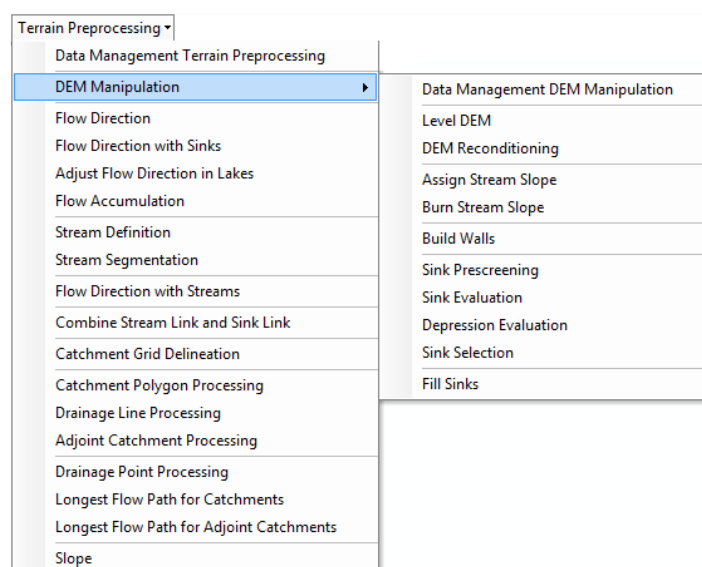 Terrain Preprocessing
Data Management Terrain Preprocessing
DEM Manipulation
Flow Direction
Flow Direction with Sinks
Adjust Flow Direction in Lakes
Flow Accumulation
Stream Definition
Stream Segmentation
Flow Direction with Streams
Combine Stream Link and Sink Link
Catchment Grid Delineation
Catchment Polygon Processing
Drainage Line Processing
Adjoint Catchment Processing
Drainage Point Processing
Longest Flow Path for Catchments
Longest Flow Path for Adjoint Catchments
Slope
Data Management DEM Manipulation
Level DEM
DEM Reconditioning
Assign Stream Slope
Burn Stream Slope
Build Walls
Sink Prescreening
Sink Evaluation
Depression Evaluation
Sink Selection
Fill Sinks